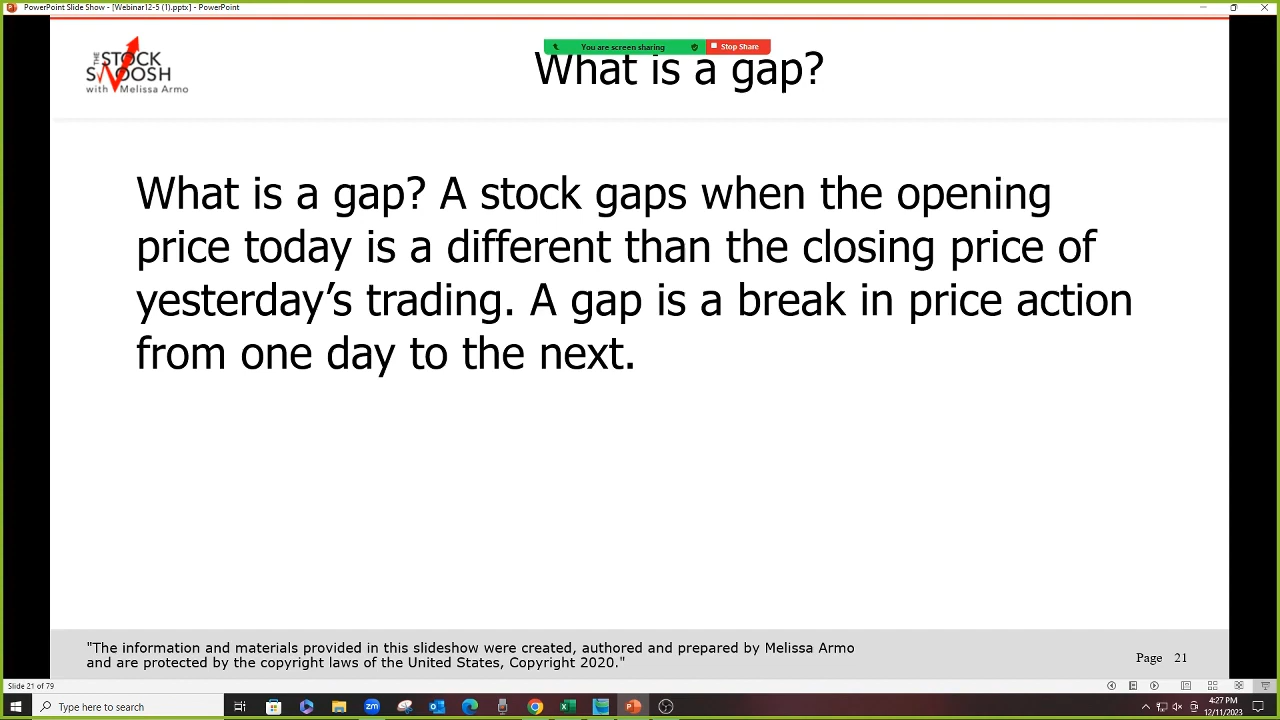 PowerPoint Slide Show - [Webinar12-5 (1).pptx] - PowerPoint
You are screen sharing
Stop Share
THE STOCK
SWOOSH
with Melissa Armo
What is a gap?
What is a gap? A stock gaps when the opening
price today is a different than the closing price of
yesterday’s trading. A gap is a break in price action
from one day to the next.
"The information and materials provided in this slideshow were created, authored and prepared by Melissa Armo
and are protected by the copyright laws of the United States, Copyright 2020."
Page 21
Slide 21 of 79
Type here to search
4:27 PM
12/11/2023